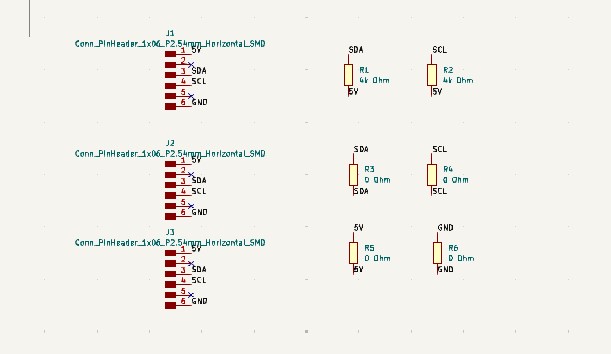 J1
Conn_PinHeader_1x06_P2.54mm_Horizontal_SMD
1 5V
2
3 SDA
4 SCL
5
6 GND
SDA
R1
4k Ohm
5V
SCL
R2
4k Ohm
5V
J2
Conn_PinHeader_1x06_P2.54mm_Horizontal_SMD
1 5V
2
3 SDA
4 SCL
5
6 GND
SDA
R3
0 Ohm
SDA
SCL
R4
0 Ohm
SCL
J3
Conn_PinHeader_1x06_P2.54mm_Horizontal_SMD
1 5V
2
3 SDA
4 SCL
5
6 GND
5V
R5
0 Ohm
5V
GND
R6
0 Ohm
GND